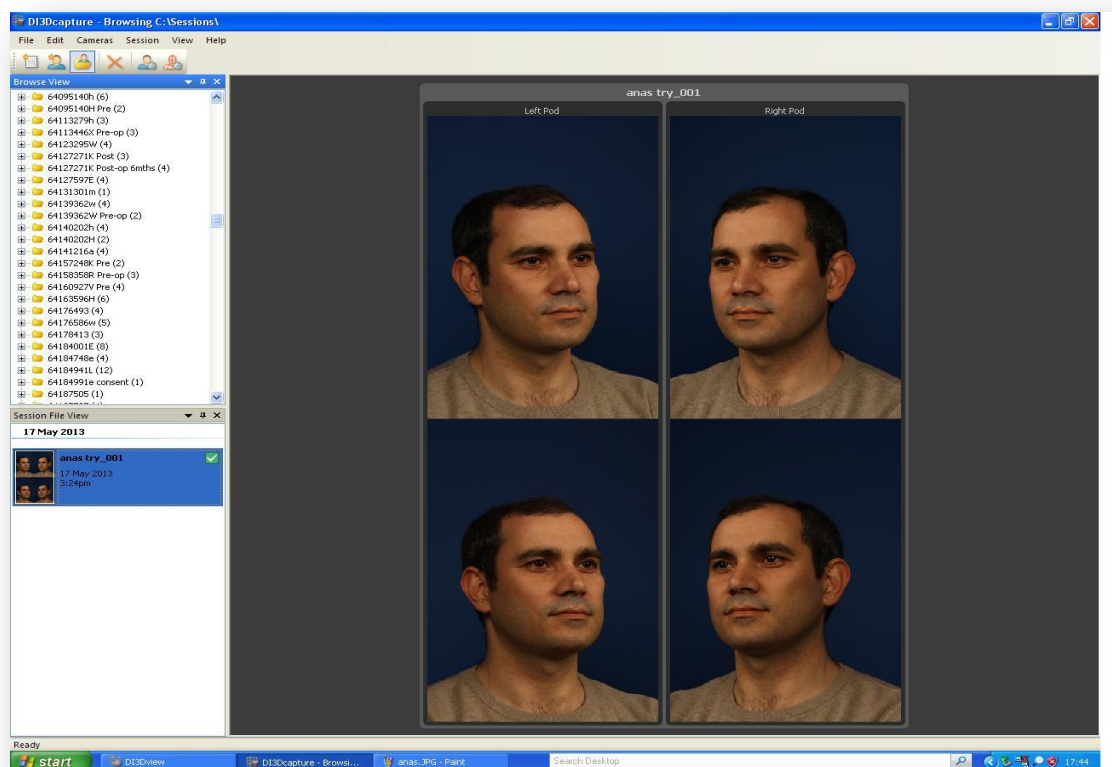 DI3Dcapture - Browsing C:\Sessions\
File Edit Cameras Session View Help
Browse View
64095140h (6)
64095140H Pre (2)
64113279h (3)
64113446X Pre-op (3)
64123295W (4)
64127271K Post (3)
64127271K Post-op 6mths (4)
64127597E (4)
64131301m (1)
64139362w (4)
64139362W Pre-op (2)
64140202h (4)
64140202H (2)
64141216a (4)
64157248K Pre (2)
64158358R Pre-op (3)
64160927V Pre (4)
64163596H (6)
64176493 (4)
64176586w (5)
64178413 (3)
64184001E (8)
64184748e (4)
64184941L (12)
64184991e consent (1)
64187505 (1)
Session File View
17 May 2013
anas try_001
17 May 2013
3:24pm
anas try_001
Left Pod Right Pod
Ready
start DI3Dview DI3Dcapture - Browsi... anas.JPG - Paint Search Desktop 17:44